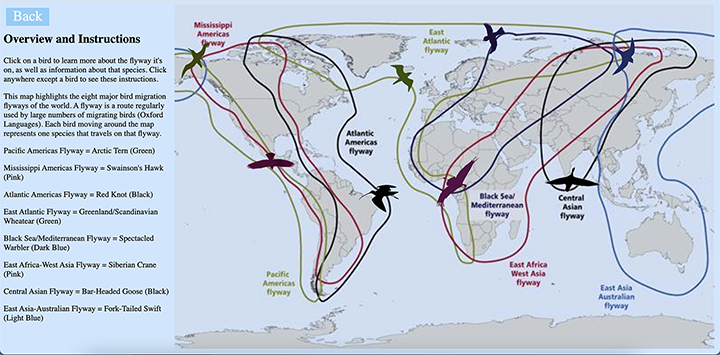 Back
Overview and Instructions
Click on a bird to learn more about the flyway it's
on, as well as information about that species. Click
anywhere except a bird to see these instructions.
This map highlights the eight major bird migration
flyways of the world. A flyway is a route regularly
used by large numbers of migrating birds (Oxford
Languages). Each bird moving around the map
represents one species that travels on that flyway.
Pacific Americas Flyway = Arctic Tern (Green)
Mississippi Americas Flyway = Swainson's Hawk
(Pink)
Atlantic Americas Flyway = Red Knot (Black)
East Atlantic Flyway = Greenland/Scandinavian
Wheatear (Green)
Black Sea/Mediterranean Flyway = Spectacled
Warbler (Dark Blue)
East Africa-West Asia Flyway = Siberian Crane
(Pink)
Central Asian Flyway = Bar-Headed Goose (Black)
East Asia-Australian Flyway = Fork-Tailed Swift
(Light Blue)
Mississippi
Americas
flyway
East
Atlantic
flyway
Atlantic
Americas
flyway
Black Sea/
Mediterranean
flyway
Central
Asian
flyway
Pacific
Americas
flyway
East Africa
West Asia
flyway
East Asia
Australian
flyway